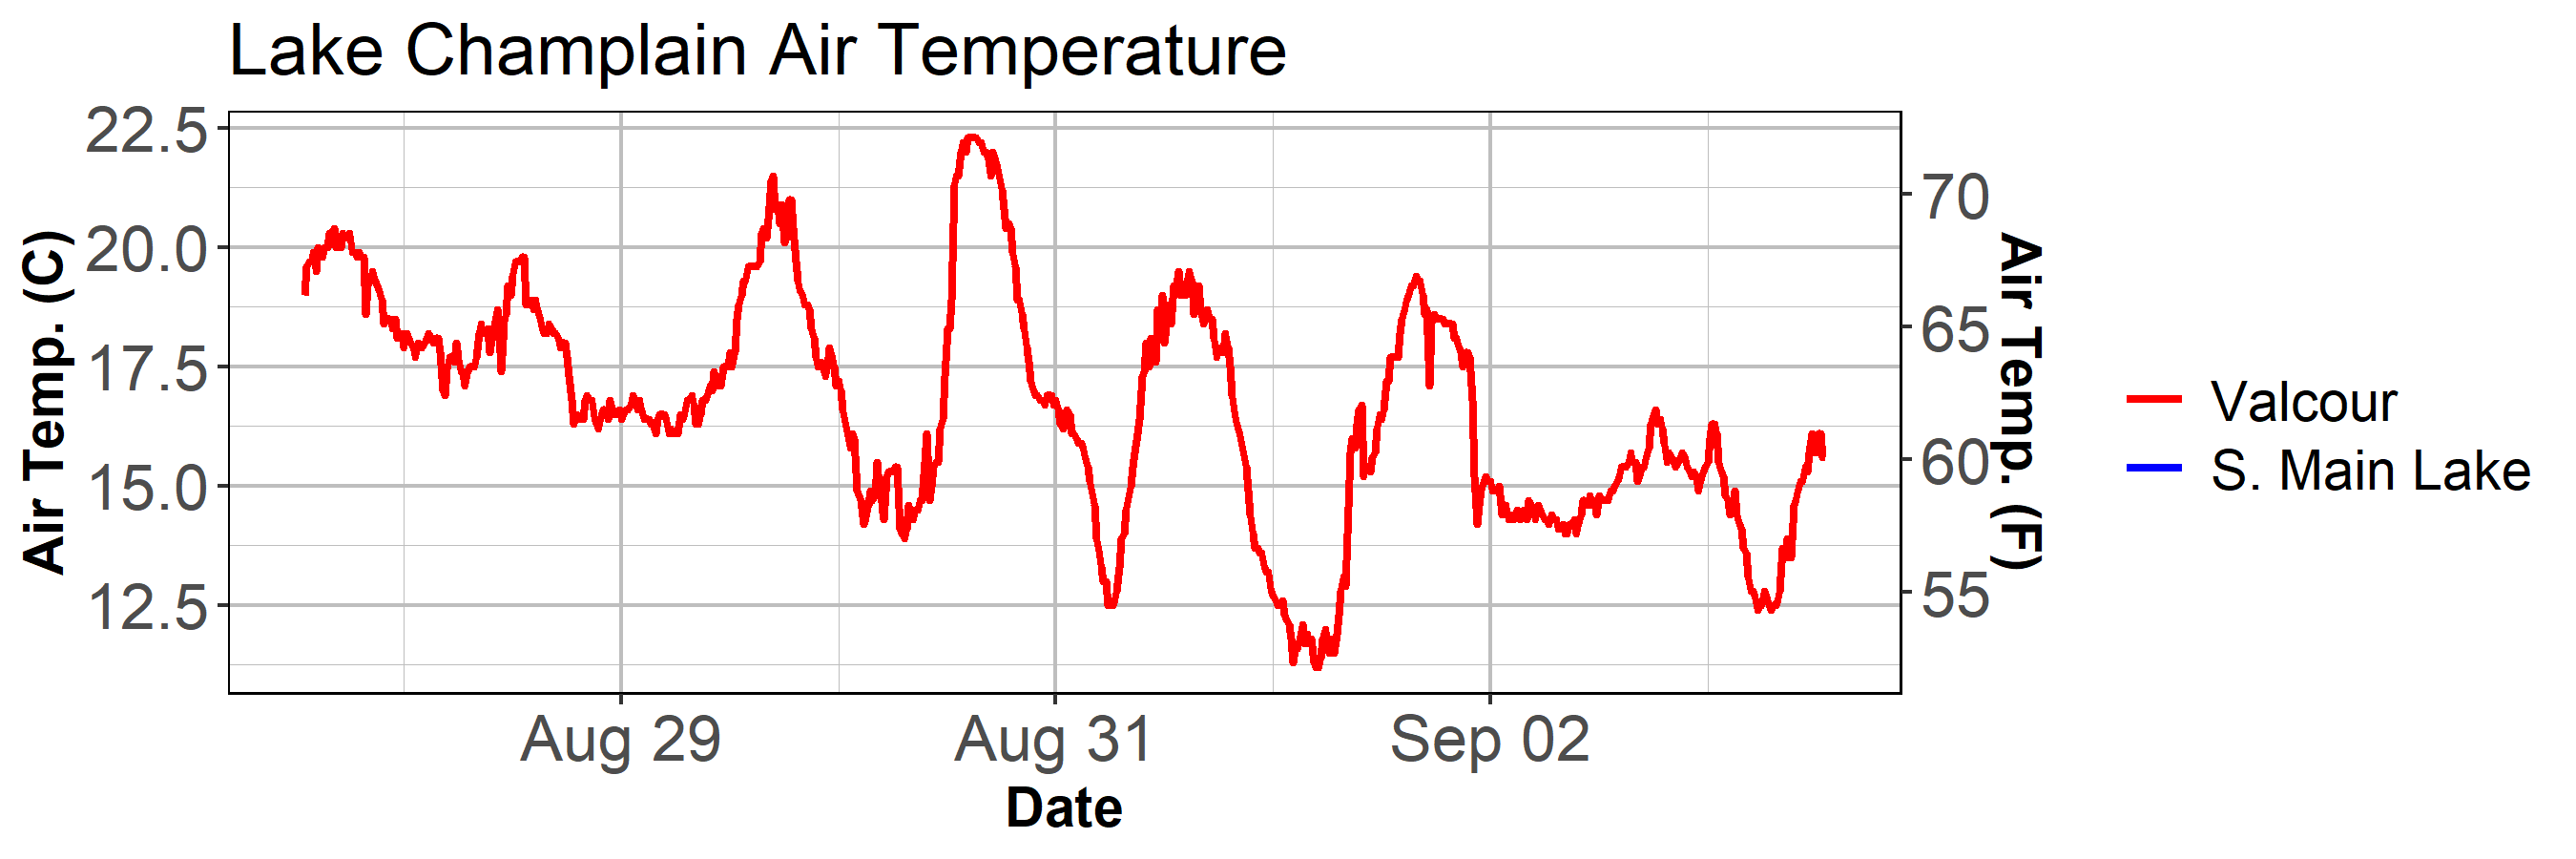 Lake Champlain Air Temperature
22.5
20.0
17.5
15.0
12.5
Air Temp. (C)
70
65
60
55
Air Temp. (F)
Aug 29
Aug 31
Sep 02
Date
Valcour
S. Main Lake